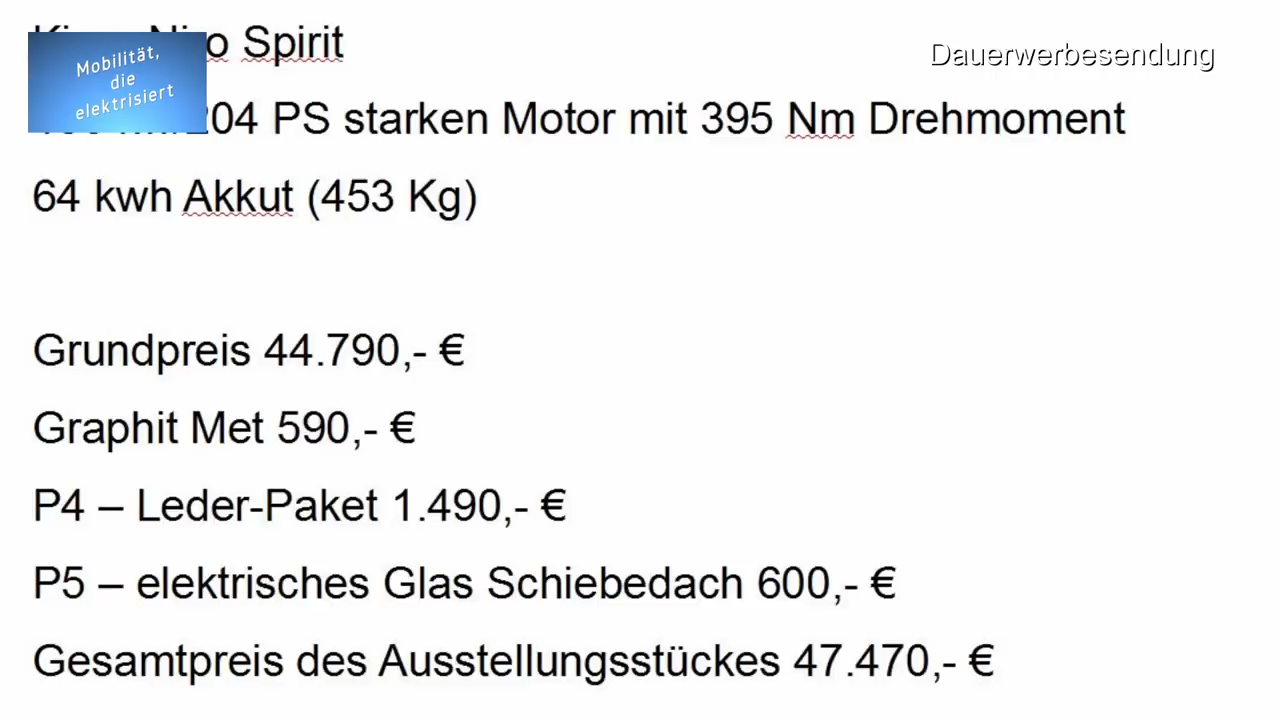 Spirit
Mobilität,
die
elektrisiert
Dauerwerbesendung
204 PS starken Motor mit 395 Nm Drehmoment
64 kwh Akkut (453 Kg)
Grundpreis 44.790,- €
Graphit Met 590,- €
P4 – Leder-Paket 1.490,- €
P5 – elektrisches Glas Schiebedach 600,- €
Gesamtpreis des Ausstellungsstückes 47.470,- €